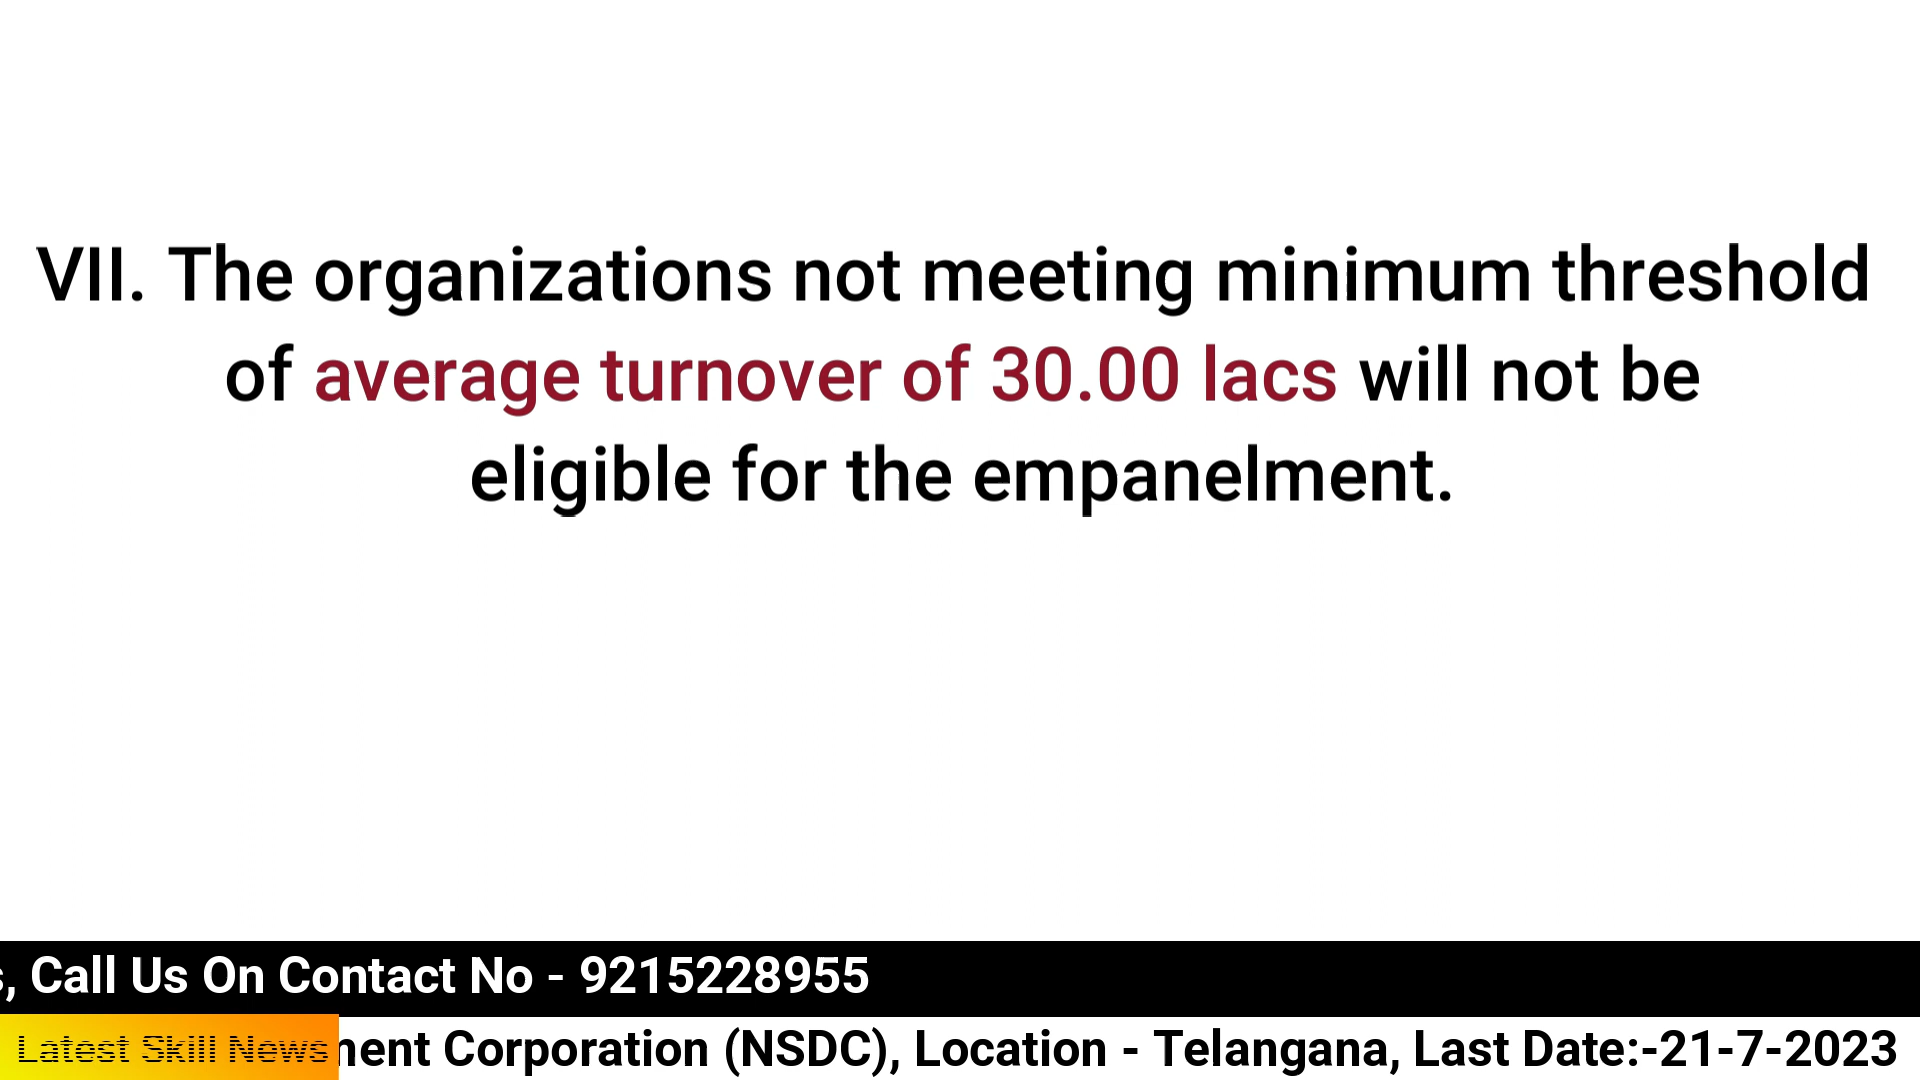 VII. The organizations not meeting minimum threshold
of average turnover of 30.00 lacs will not be
eligible for the empanelment.
, Call Us On Contact No - 9215228955
Latest Skill News
Corporation (NSDC), Location - Telangana, Last Date:-21-7-2023